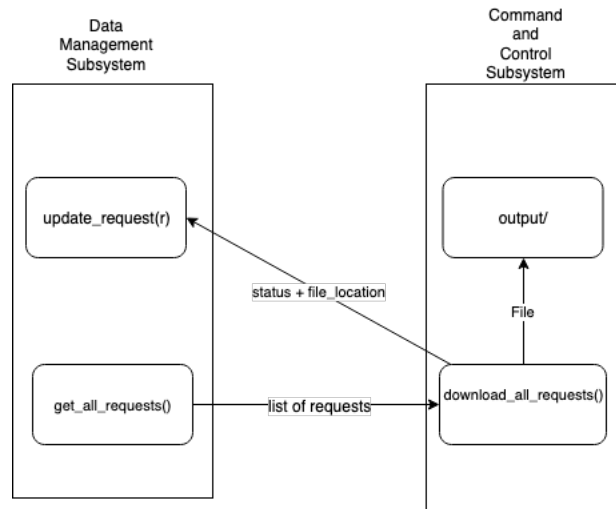 Data
Management
Subsystem
Command
and
Control
Subsystem
update_request(r)
output/
status + file_location
File
get_all_requests()
list of requests
download_all_requests()